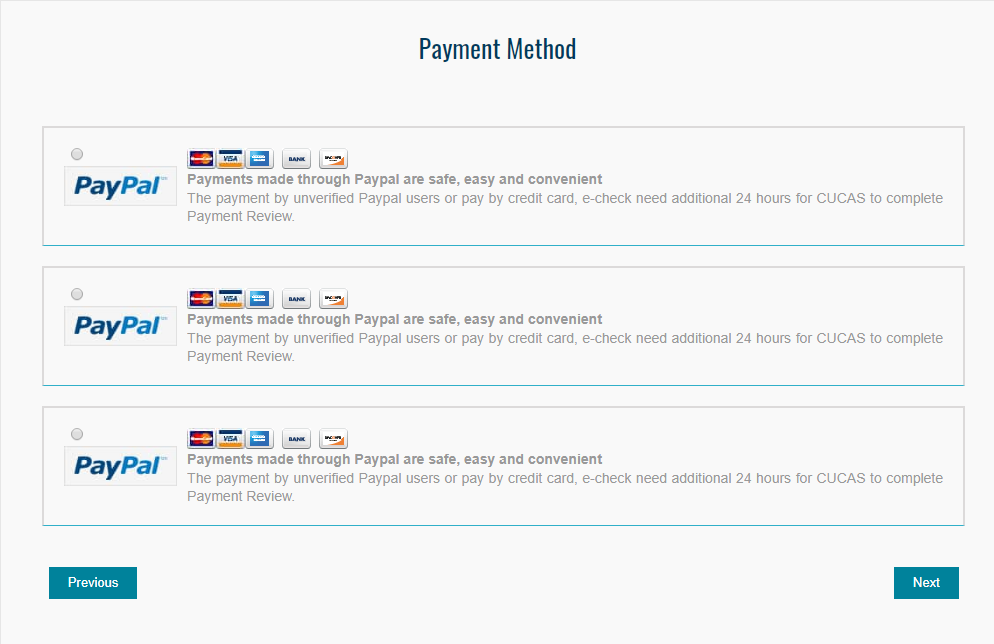 Payment Method
VISA BANK
PayPal
Payments made through Paypal are safe, easy and convenient
The payment by unverified Paypal users or pay by credit card, e-check need additional 24 hours for CUCAS to complete
Payment Review.
VISA BANK
PayPal
Payments made through Paypal are safe, easy and convenient
The payment by unverified Paypal users or pay by credit card, e-check need additional 24 hours for CUCAS to complete
Payment Review.
VISA BANK
PayPal
Payments made through Paypal are safe, easy and convenient
The payment by unverified Paypal users or pay by credit card, e-check need additional 24 hours for CUCAS to complete
Payment Review.
Previous Next